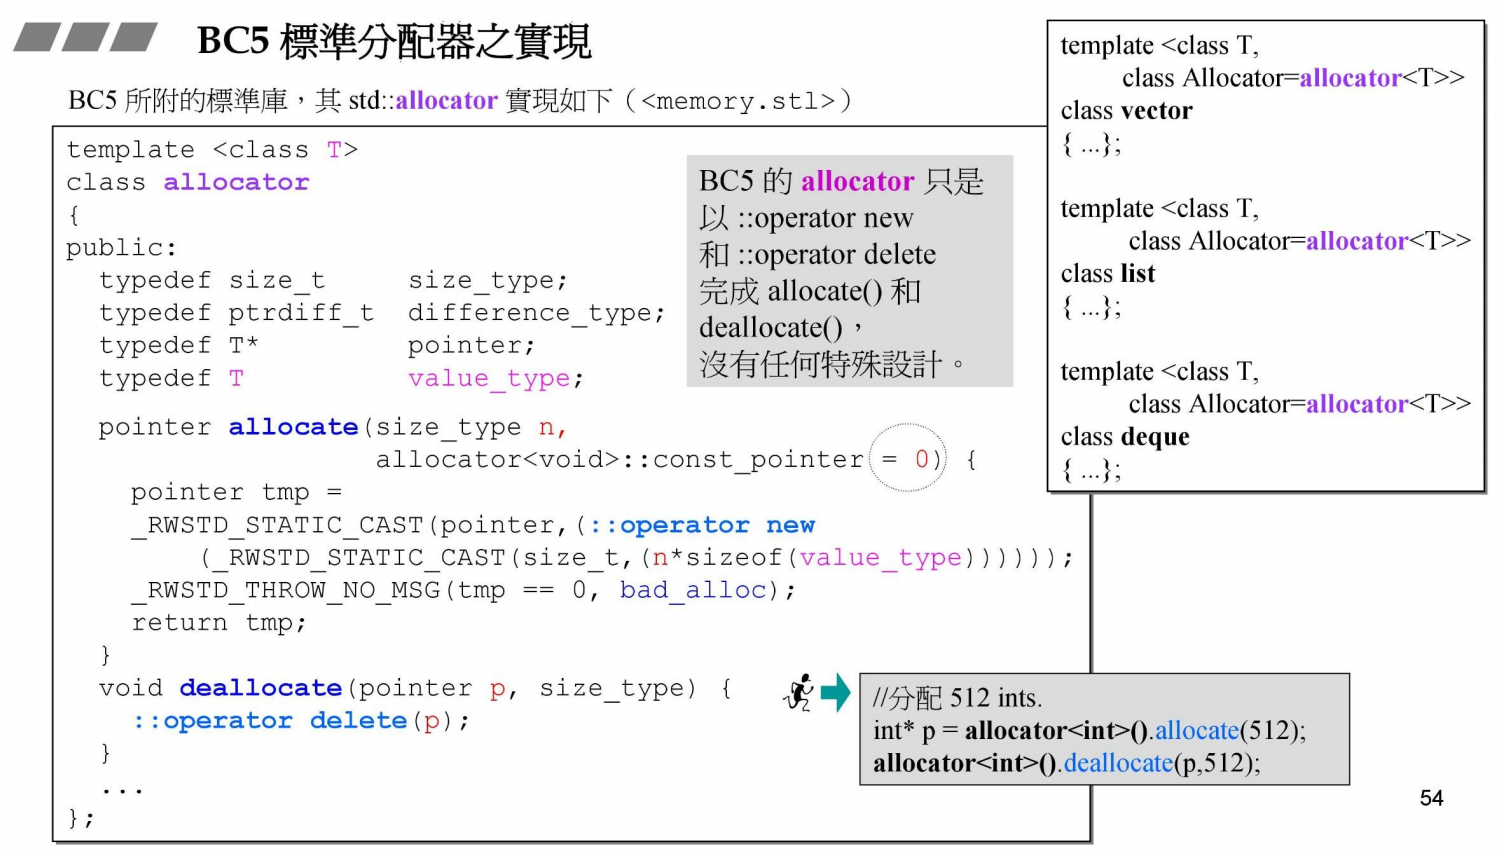 BC5 標準分配器之實現
BC5 所附的標準庫，其 std::allocator 實現如下（<memory.stl>）
template <class T>
class allocator
{
public:
typedef size_t size_type;
typedef ptrdiff_t difference_type;
typedef T* pointer;
typedef T value_type;
pointer allocate(size_type n,
allocator<void>::const_pointer = 0) {
pointer tmp =
_RWSTD_STATIC_CAST(pointer,(::operator new
(_RWSTD_STATIC_CAST(size_t,(n*sizeof(value_type))))));
_RWSTD_THROW_NO_MSG(tmp == 0, bad_alloc);
return tmp;
}
void deallocate(pointer p, size_type) {
::operator delete(p);
}
...
};
BC5 的 allocator 只是
以 ::operator new
和 ::operator delete
完成 allocate() 和
deallocate()，
沒有任何特殊設計。
template <class T,
class Allocator=allocator<T>>
class vector
{ ...};
template <class T,
class Allocator=allocator<T>>
class list
{ ...};
template <class T,
class Allocator=allocator<T>>
class deque
{ ...};
//分配 512 ints.
int* p = allocator<int>().allocate(512);
allocator<int>().deallocate(p,512);
54